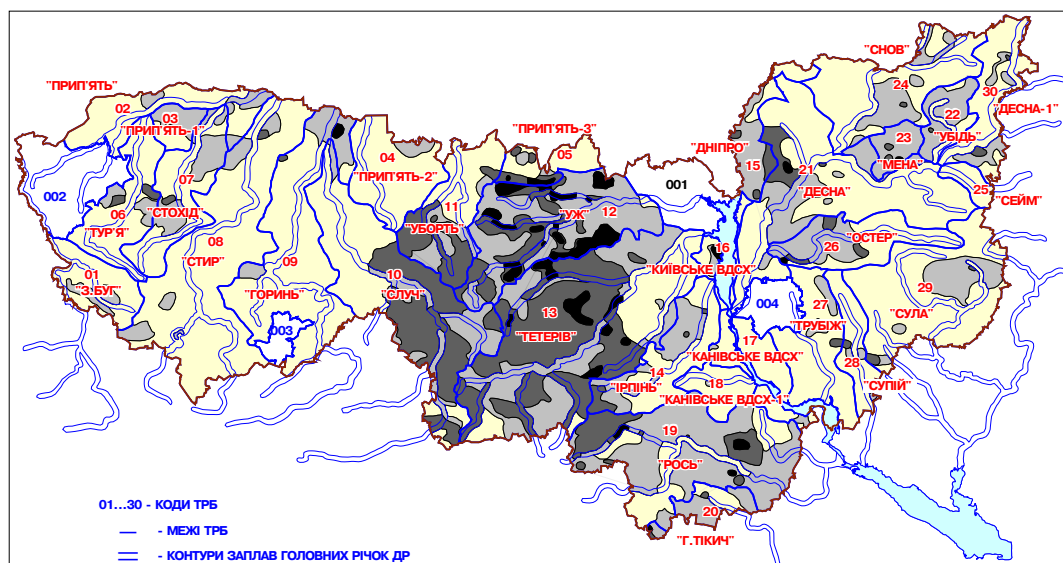 "СНОВ"
24
"ПРИП'ЯТЬ"
30
02
"ДЕСНА-1"
03
22
"ПРИП'ЯТЬ-1"
"ПРИП'ЯТЬ-3"
"УБІДЬ"
23
"ДНІПРО"
04
05
15
"МЕНА"
21
"ПРИП'ЯТЬ-2"
07
001
"ДЕСНА"
25
002
"СЕЙМ"
06
"СТОХІД"
11
"УЖ"
12
"ТУР'Я"
"УБОРТЬ"
"ОСТЕР"
08
26
16
"СТИР"
09
01
10
"КИЇВСЬКЕ ВДСХ"
"З.БУГ"
"ГОРИНЬ"
"СЛУЧ"
29
004
27
13
"СУЛА"
003
"ТЕТЕРІВ"
"ТРУБІЖ"
17
"КАНІВСЬКЕ ВДСХ"
28
14
18
"ІРПІНЬ"
"СУПІЙ"
"КАНІВСЬКЕ ВДСХ-1"
19
"РОСЬ"
20
"Г.ТІКИЧ"
01...30 - КОДИ ТРБ
- МЕЖІ ТРБ
- КОНТУРИ ЗАПЛАВ ГОЛОВНИХ РІЧОК ДР